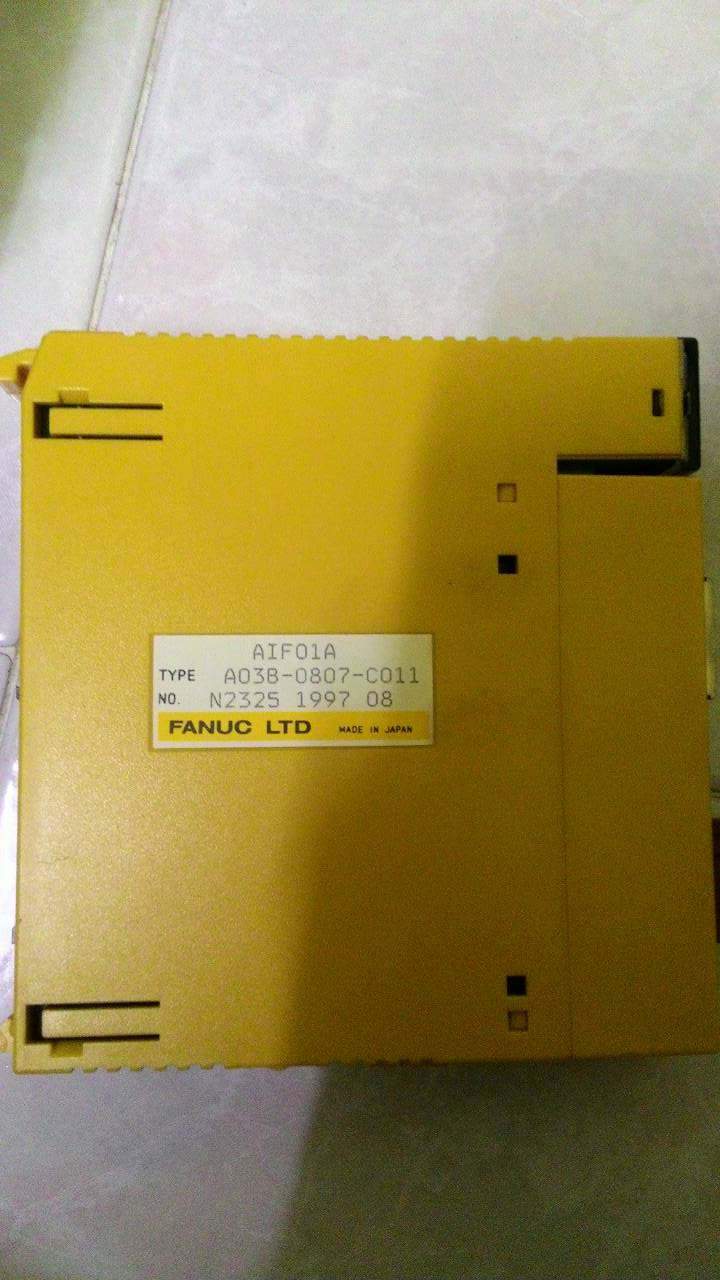 AIF01A
TYPE A03B-0807-C011
NO. N2325 1997 08
FANUC LTD MADE IN JAPAN